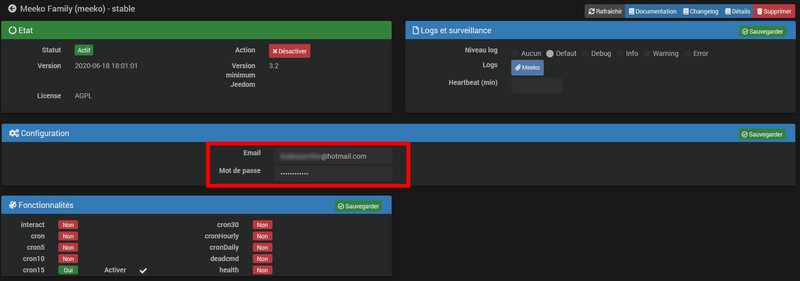 Meeko Family (meeko) - stable
Rafraichir Documentation Changelog Détails Supprimer
Etat
Statut Actif Action Désactiver
Version 2020-06-18 18:01:01 Version minimum Jeedom 3.2
License AGPL
Logs et surveillance Sauvegarder
Niveau log Aucun Defaut Debug Info Warning Error
Logs Meeko
Heartbeat (min)
Configuration Sauvegarder
Email @hotmail.com
Mot de passe ............
Fonctionnalités Sauvegarder
interact Non cron30 Non
cron Non cronHourly Non
cron5 Non cronDaily Non
cron10 Non deadcmd Non
cron15 Oui Activer health Non